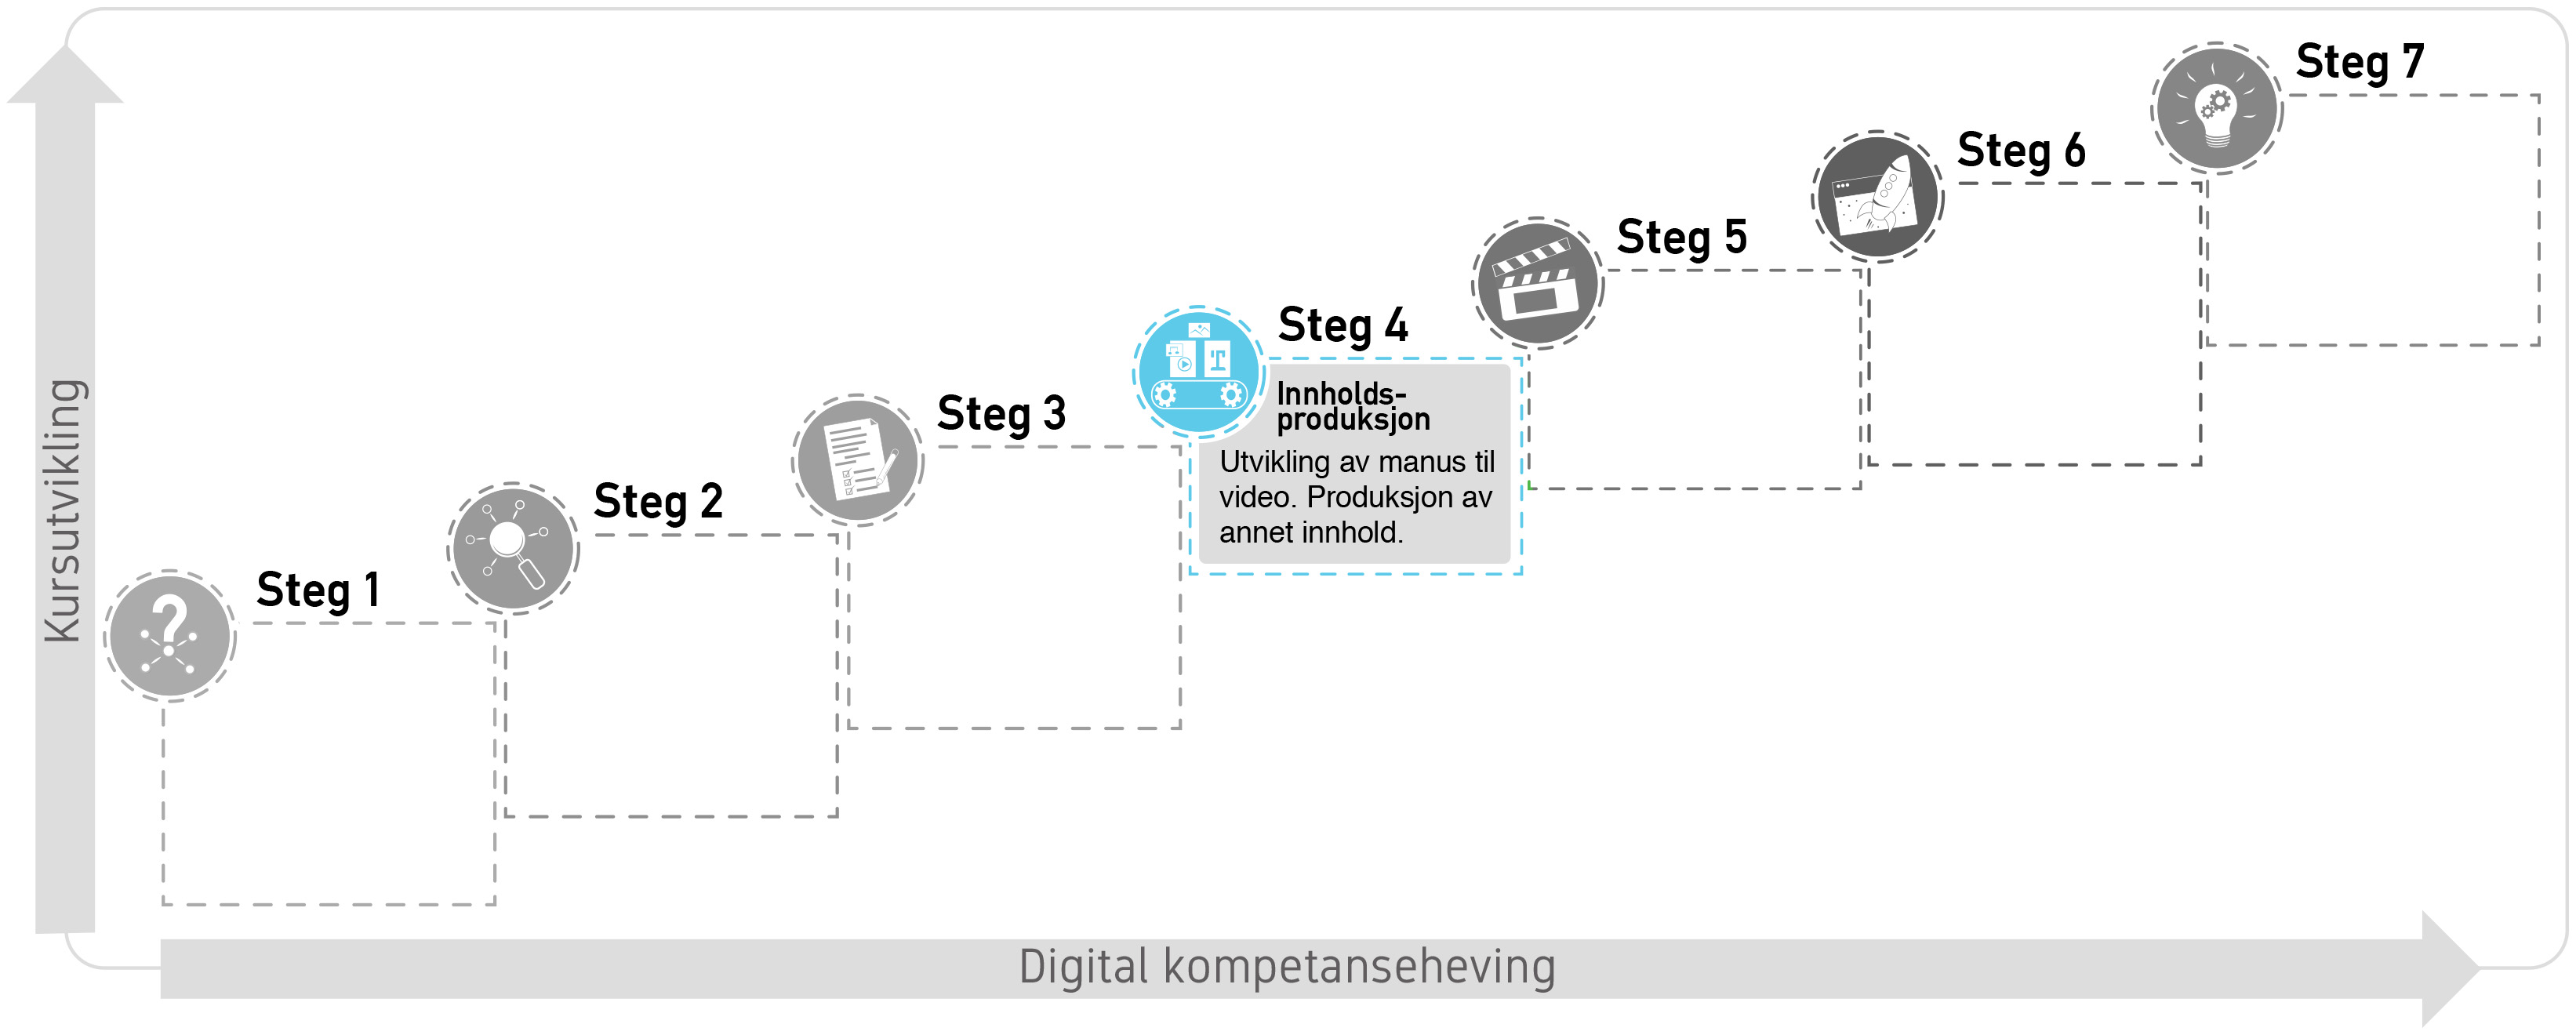 Kursutvikling
Steg 1
Steg 2
Steg 3
Steg 4
Innholds-
produksjon
Utvikling av manus til
video. Produksjon av
annet innhold.
Steg 5
Steg 6
Steg 7
Digital kompetanseheving